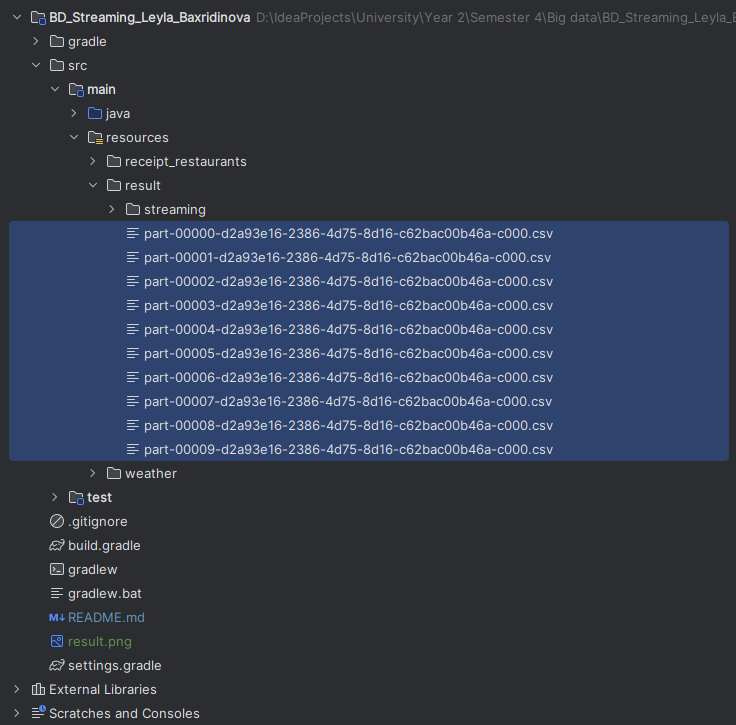 BD_Streaming_Leyla_Baxridinova D:\IdeaProjects\University\Year 2\Semester 4\Big data\BD_Streaming_Leyla_B
gradle
src
main
java
resources
receipt_restaurants
result
streaming
part-00000-d2a93e16-2386-4d75-8d16-c62bac00b46a-c000.csv
part-00001-d2a93e16-2386-4d75-8d16-c62bac00b46a-c000.csv
part-00002-d2a93e16-2386-4d75-8d16-c62bac00b46a-c000.csv
part-00003-d2a93e16-2386-4d75-8d16-c62bac00b46a-c000.csv
part-00004-d2a93e16-2386-4d75-8d16-c62bac00b46a-c000.csv
part-00005-d2a93e16-2386-4d75-8d16-c62bac00b46a-c000.csv
part-00006-d2a93e16-2386-4d75-8d16-c62bac00b46a-c000.csv
part-00007-d2a93e16-2386-4d75-8d16-c62bac00b46a-c000.csv
part-00008-d2a93e16-2386-4d75-8d16-c62bac00b46a-c000.csv
part-00009-d2a93e16-2386-4d75-8d16-c62bac00b46a-c000.csv
weather
test
.gitignore
build.gradle
gradlew
gradlew.bat
M↓ README.md
result.png
settings.gradle
External Libraries
Scratches and Consoles